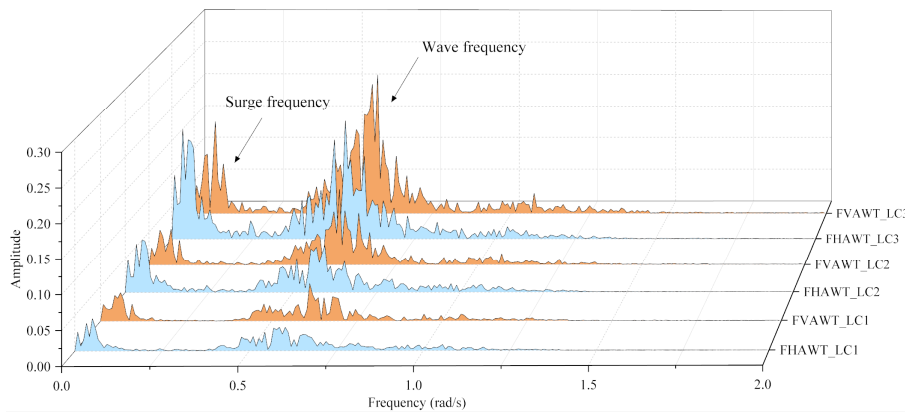 Wave frequency
Surge frequency
0.30
0.25
0.20
0.15
0.10
0.05
0.00
Amplitude
FVAWT_LC3
FHAWT_LC3
FVAWT_LC2
FHAWT_LC2
FVAWT_LC1
FHAWT_LC1
0.0 0.5 1.0 1.5 2.0
Frequency (rad/s)